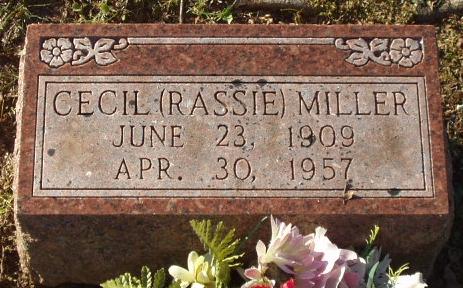 CECIL (RASSIE) MILLER
JUNE 23, 1909
APR. 30, 1957